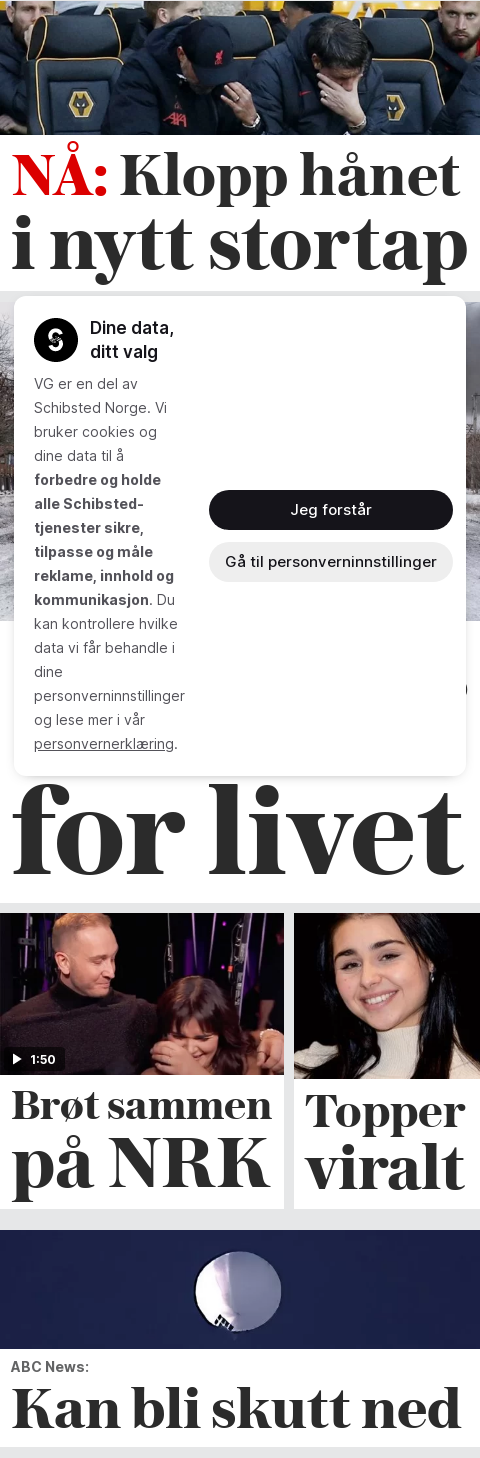 NÅ: Klopp hånet
i nytt stortap
Dine data,
ditt valg
VG er en del av
Schibsted Norge. Vi
bruker cookies og
dine data til å
forbedre og holde
alle Schibsted-
tjenester sikre,
tilpasse og måle
reklame, innhold og
kommunikasjon. Du
kan kontrollere hvilke
data vi får behandle i
dine
personverninnstillinger
og lese mer i vår
personvernerklæring.
Jeg forstår
Gå til personverninnstillinger
for livet
1:50
Brøt sammen
på NRK
Topper
viralt
ABC News:
Kan bli skutt ned